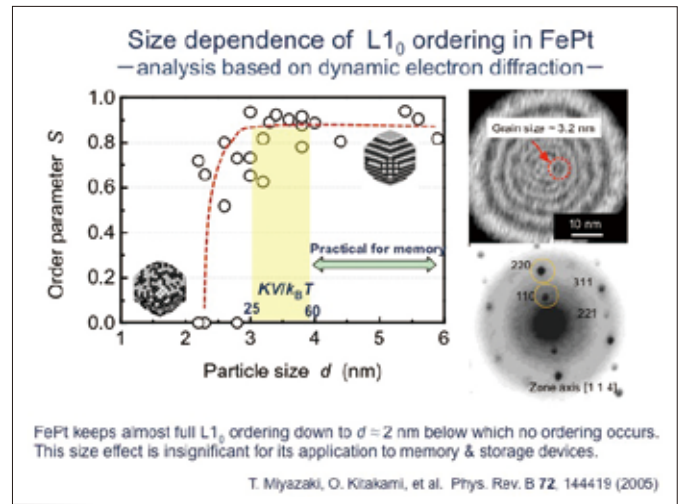 Size dependence of L1₀ ordering in FePt
—analysis based on dynamic electron diffraction—
Order parameter S
1.0
0.8
0.6
0.4
0.2
0.0
1
2
3
4
5
6
Particle size d (nm)
KV/k_BT
25
60
Practical for memory
Grain size ~ 3.2 nm
10 nm
220
110
311
221
Zone axis [1 1 4]
FePt keeps almost full L1₀ ordering down to d ≈ 2 nm below which no ordering occurs.
This size effect is insignificant for its application to memory & storage devices.
T. Miyazaki, O. Kitakami, et al. Phys. Rev. B 72, 144419 (2005)